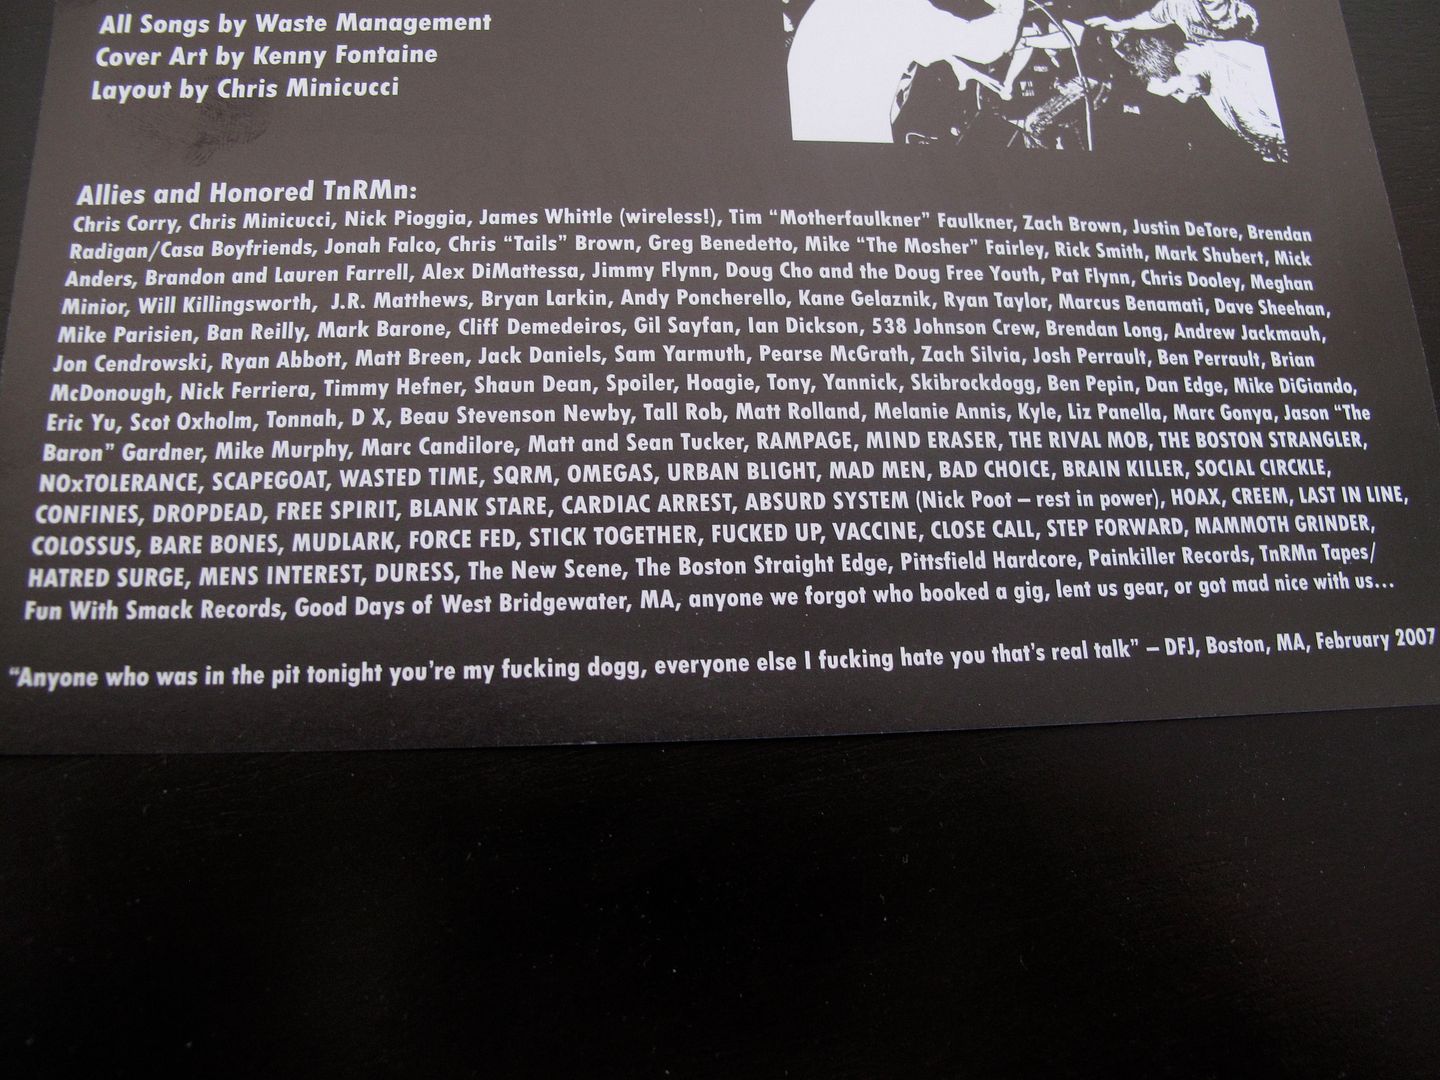 All Songs by Waste Management
Cover Art by Kenny Fontaine
Layout by Chris Minicucci
Allies and Honored TnRMn:
Chris Corry, Chris Minicucci, Nick Pioggia, James Whittle (wireless!), Tim “Motherfaulkner” Faulkner, Zach Brown, Justin DeTore, Brendan
Radigan/Casa Boyfriends, Jonah Falco, Chris “Tails” Brown, Greg Benedetto, Mike “The Mosher” Fairley, Rick Smith, Mark Shubert, Mick
Anders, Brandon and Lauren Farrell, Alex DiMattessa, Jimmy Flynn, Doug Cho and the Doug Free Youth, Pat Flynn, Chris Dooley, Meghan
Minior, Will Killingsworth, J.R. Matthews, Bryan Larkin, Andy Poncherello, Kane Gelaznik, Ryan Taylor, Marcus Benamati, Dave Sheehan,
Mike Parisien, Ban Reilly, Mark Barone, Cliff Demedeiros, Gil Sayfan, Ian Dickson, 538 Johnson Crew, Brendan Long, Andrew Jackmauh,
Jon Cendrowski, Ryan Abbott, Matt Breen, Jack Daniels, Sam Yarmuth, Pearse McGrath, Zach Silvia, Josh Perrault, Ben Perrault, Brian
McDonough, Nick Ferriera, Timmy Hefner, Shaun Dean, Spoiler, Hoagie, Tony, Yannick, Skibrockdogg, Ben Pepin, Dan Edge, Mike DiGiando,
Eric Yu, Scot Oxholm, Tonnah, D X, Beau Stevenson Newby, Tall Rob, Matt Rolland, Melanie Annis, Kyle, Liz Panella, Marc Gonya, Jason “The
Baron” Gardner, Mike Murphy, Marc Candilore, Matt and Sean Tucker, RAMPAGE, MIND ERASER, THE RIVAL MOB, THE BOSTON STRANGLER,
NOxTOLERANCE, SCAPEGOAT, WASTED TIME, SQRM, OMEGAS, URBAN BLIGHT, MAD MEN, BAD CHOICE, BRAIN KILLER, SOCIAL CIRCKLE,
CONFINES, DROPDEAD, FREE SPIRIT, BLANK STARE, CARDIAC ARREST, ABSURD SYSTEM (Nick Poot – rest in power), HOAX, CREEM, LAST IN LINE,
COLOSSUS, BARE BONES, MUDLARK, FORCE FED, STICK TOGETHER, FUCKED UP, VACCINE, CLOSE CALL, STEP FORWARD, MAMMOTH GRINDER,
HATRED SURGE, MENS INTEREST, DURESS, The New Scene, The Boston Straight Edge, Pittsfield Hardcore, Painkiller Records, TnRMn Tapes/
Fun With Smack Records, Good Days of West Bridgewater, MA, anyone we forgot who booked a gig, lent us gear, or got mad nice with us...
“Anyone who was in the pit tonight you’re my fucking dogg, everyone else I fucking hate you that’s real talk” – DFJ, Boston, MA, February 2007